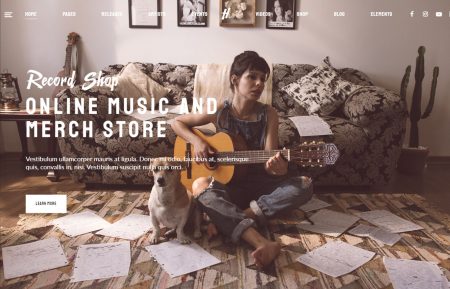 HOME PAGES RELEASES ARTISTS EVENTS H VIDEOS SHOP BLOG ELEMENTS
Record Shop
ONLINE MUSIC AND
MERCH STORE
Vestibulum ullamcorper mauris at ligula. Donec mi odio, faucibus at, scelerisque
quis, convallis in, nisi. Vestibulum suscipit nulla quis orci.
LEARN MORE